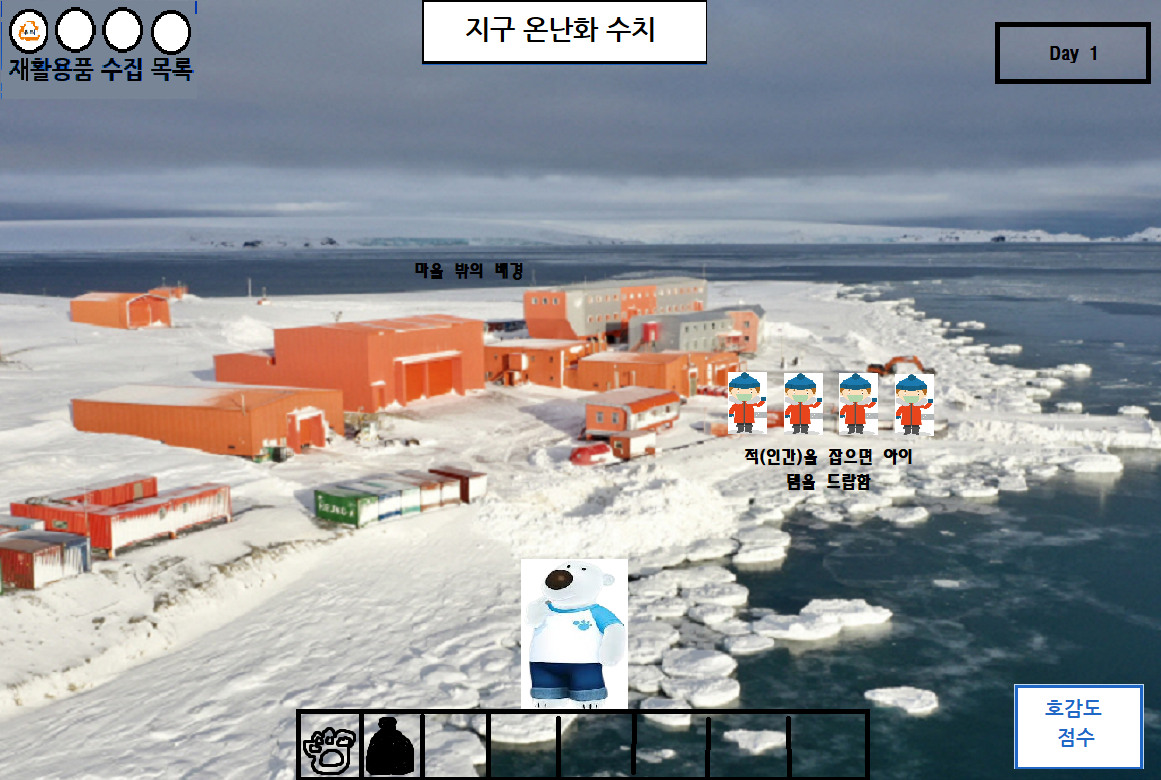 지구 온난화 수치
Day 1
재활용품 수집 목록
마을 밖의 배경
적(인간)을 잡으면 아이
템을 드랍함
호감도
점수